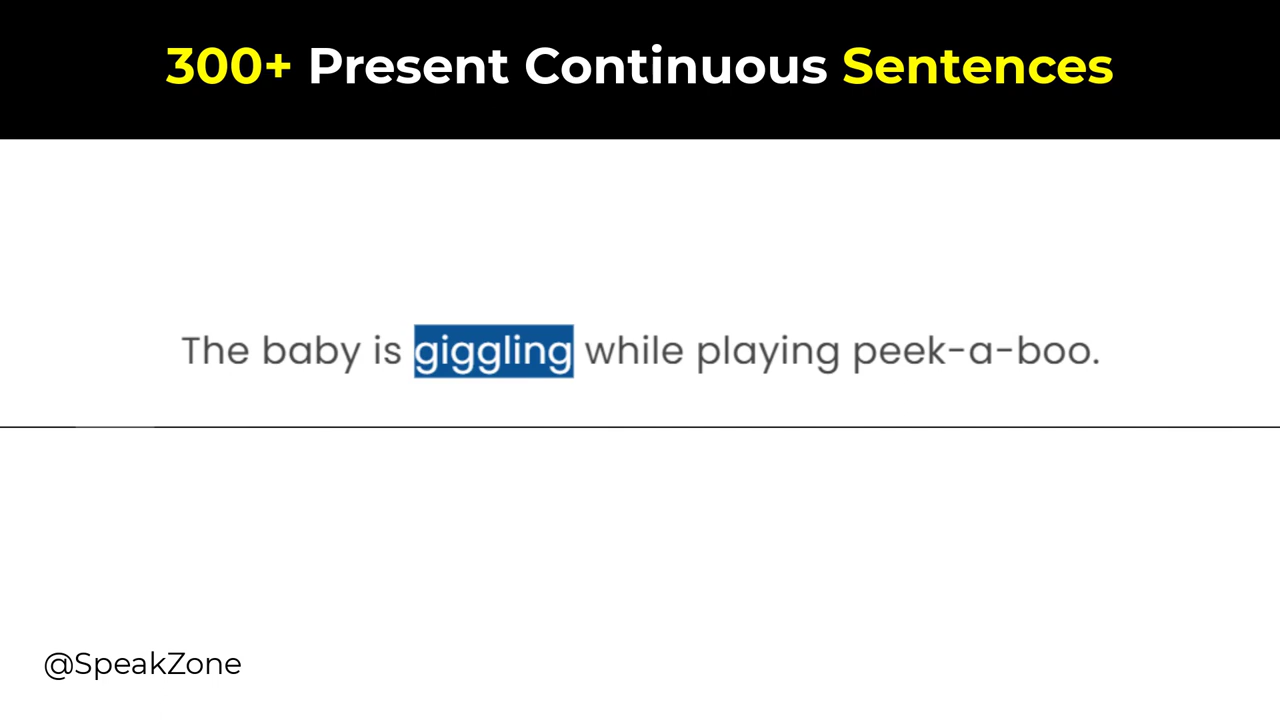 300+ Present Continuous Sentences
The baby is giggling while playing peek-a-boo.
@SpeakZone